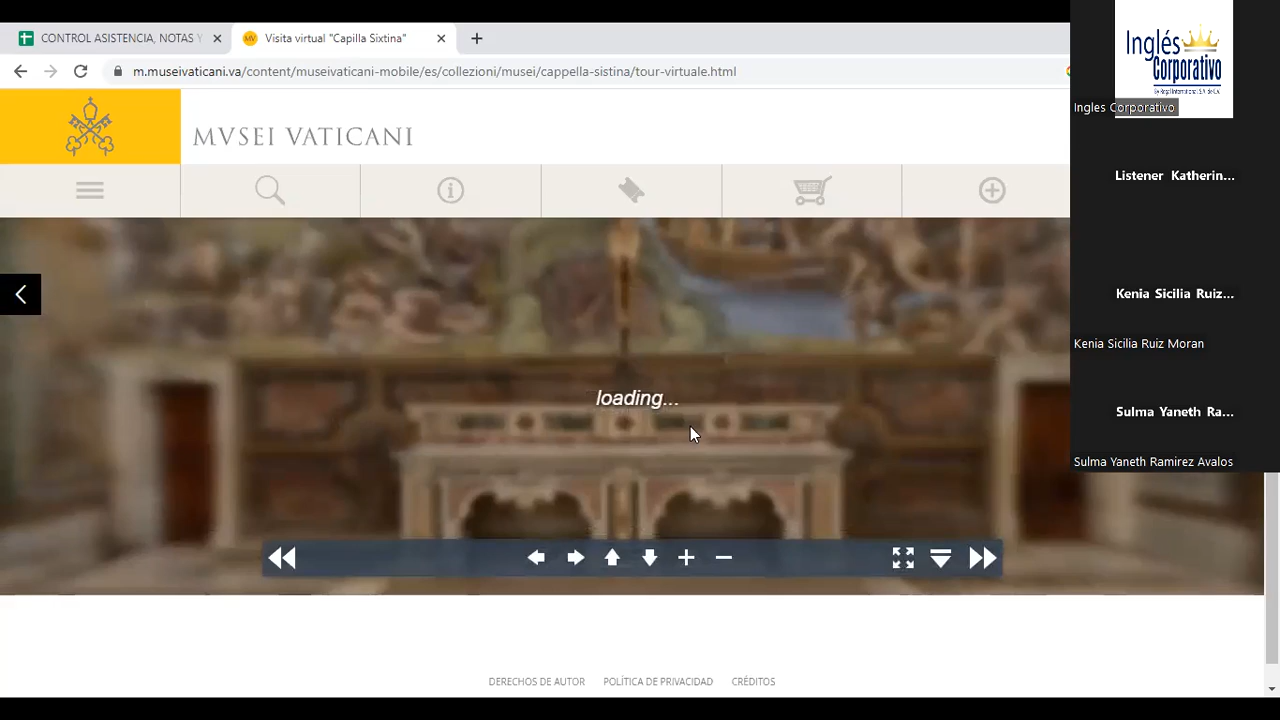 CONTROL ASISTENCIA, NOTAS Y
MV
Visita virtual "Capilla Sixtina"
m.museivaticani.va/content/museivaticani-mobile/es/collezioni/musei/cappella-sistina/tour-virtuale.html
MVSEI VATICANI
loading...
DERECHOS DE AUTOR
POLÍTICA DE PRIVACIDAD
CRÉDITOS
Inglés
Corporativo
Ingles Corporativo
Listener Katherin...
Kenia Sicilia Ruiz...
Kenia Sicilia Ruiz Moran
Sulma Yaneth Ra...
Sulma Yaneth Ramirez Avalos